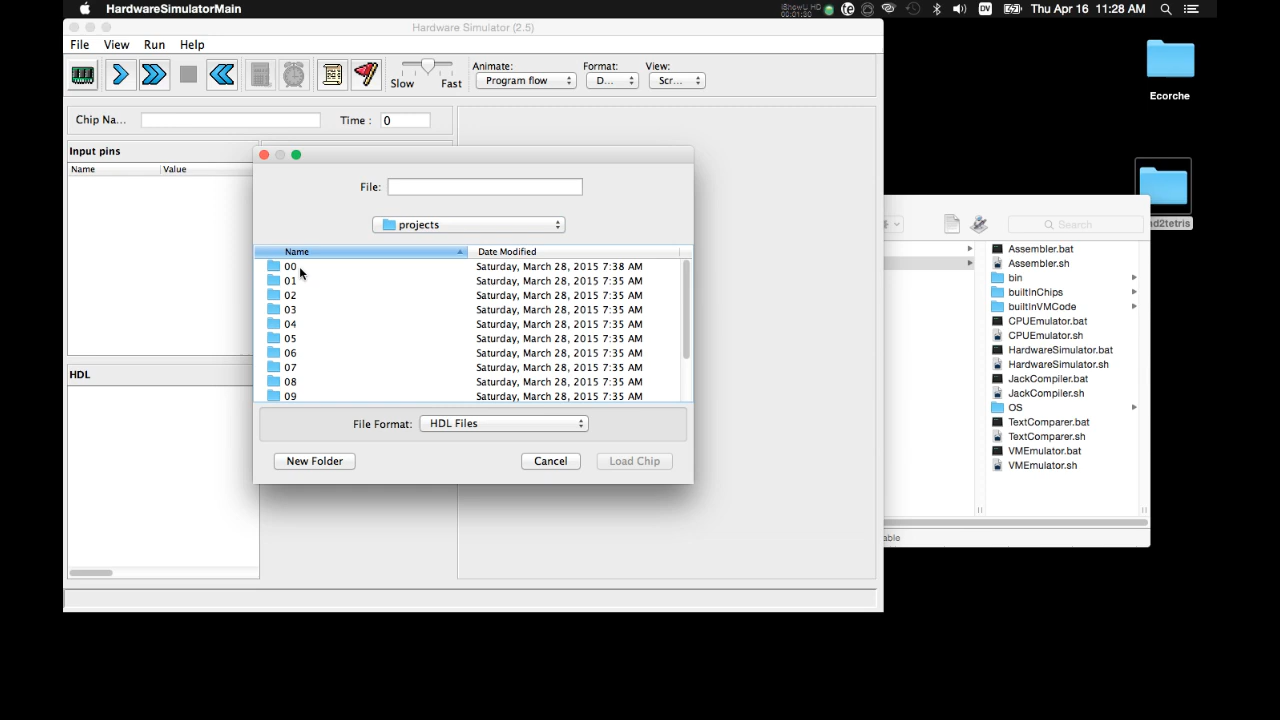 HardwareSimulatorMain
Thu Apr 16 11:28 AM
Hardware Simulator (2.5)
File View Run Help
Slow Fast
Animate: Format: View:
Program flow D... Scr...
Chip Na... Time : 0
Input pins
Name Value
HDL
File:
projects
Name Date Modified
00 Saturday, March 28, 2015 7:38 AM
01 Saturday, March 28, 2015 7:35 AM
02 Saturday, March 28, 2015 7:35 AM
03 Saturday, March 28, 2015 7:35 AM
04 Saturday, March 28, 2015 7:35 AM
05 Saturday, March 28, 2015 7:35 AM
06 Saturday, March 28, 2015 7:35 AM
07 Saturday, March 28, 2015 7:35 AM
08 Saturday, March 28, 2015 7:35 AM
09 Saturday, March 28, 2015 7:35 AM
File Format: HDL Files
New Folder Cancel Load Chip
Ecorche
nd2tetris
Search
Assembler.bat
Assembler.sh
bin
builtInChips
builtInVMCode
CPUEmulator.bat
CPUEmulator.sh
HardwareSimulator.bat
HardwareSimulator.sh
JackCompiler.bat
JackCompiler.sh
OS
TextComparer.bat
TextComparer.sh
VMEmulator.bat
VMEmulator.sh
able